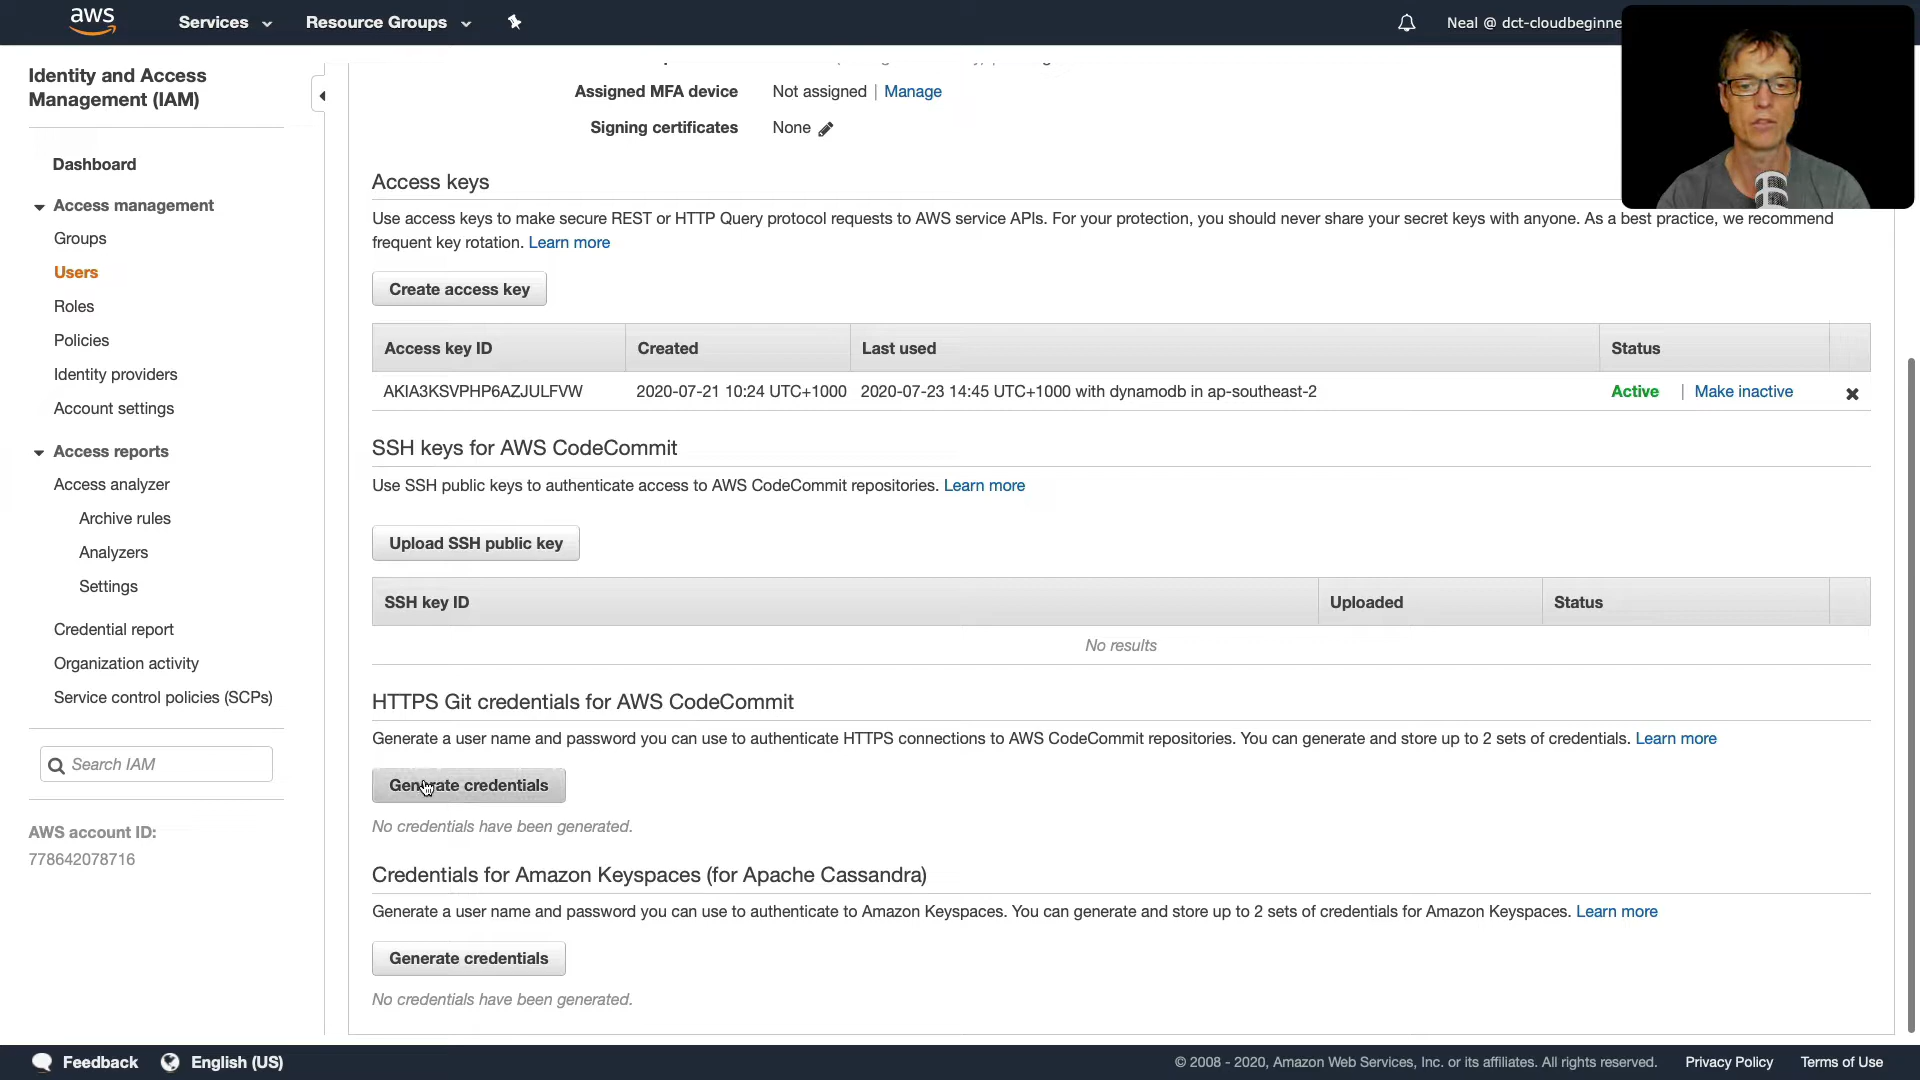 aws Services Resource Groups Neal @ dct-cloudbeginne
Identity and Access
Management (IAM)
Dashboard
Access management
Groups
Users
Roles
Policies
Identity providers
Account settings
Access reports
Access analyzer
Archive rules
Analyzers
Settings
Credential report
Organization activity
Service control policies (SCPs)
Search IAM
AWS account ID:
778642078716
Assigned MFA device Not assigned | Manage
Signing certificates None
Access keys
Use access keys to make secure REST or HTTP Query protocol requests to AWS service APIs. For your protection, you should never share your secret keys with anyone. As a best practice, we recommend
frequent key rotation. Learn more
Create access key
Access key ID Created Last used Status
AKIA3KSVPHP6AZJULFVW 2020-07-21 10:24 UTC+1000 2020-07-23 14:45 UTC+1000 with dynamodb in ap-southeast-2 Active | Make inactive
SSH keys for AWS CodeCommit
Use SSH public keys to authenticate access to AWS CodeCommit repositories. Learn more
Upload SSH public key
SSH key ID Uploaded Status
No results
HTTPS Git credentials for AWS CodeCommit
Generate a user name and password you can use to authenticate HTTPS connections to AWS CodeCommit repositories. You can generate and store up to 2 sets of credentials. Learn more
Generate credentials
No credentials have been generated.
Credentials for Amazon Keyspaces (for Apache Cassandra)
Generate a user name and password you can use to authenticate to Amazon Keyspaces. You can generate and store up to 2 sets of credentials for Amazon Keyspaces. Learn more
Generate credentials
No credentials have been generated.
Feedback English (US) © 2008 - 2020, Amazon Web Services, Inc. or its affiliates. All rights reserved. Privacy Policy Terms of Use